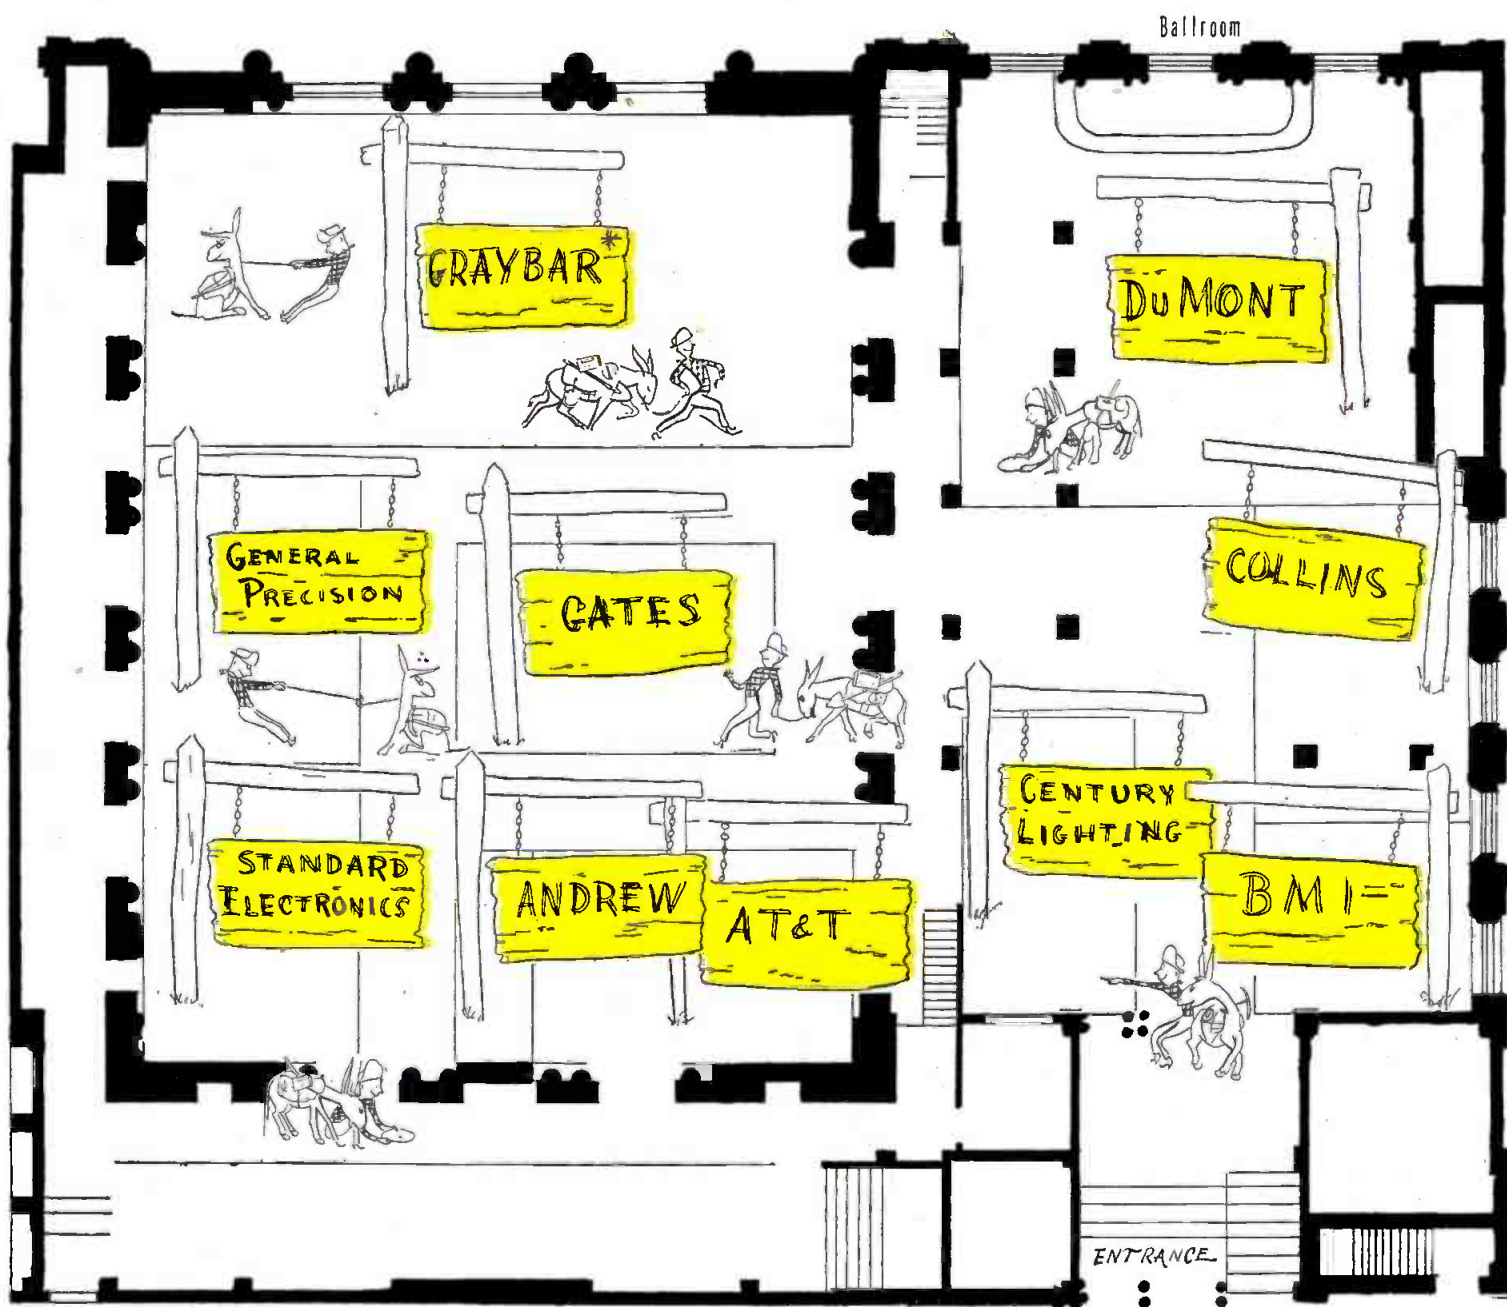 Ballroom
GRAYBAR*
DUMONT
GENERAL
PRECISION
GATES
COLLINS
STANDARD
ELECTRONICS
ANDREW
AT&T
CENTURY
LIGHTING
BMI
ENTRANCE